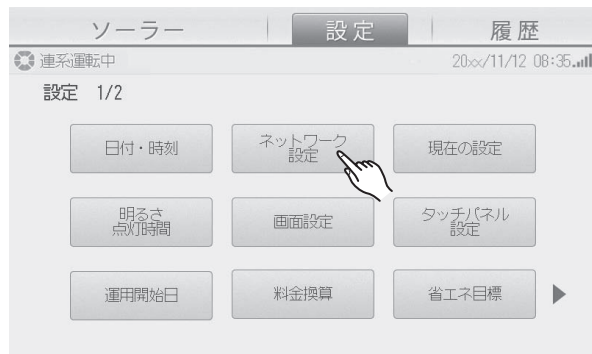 ソーラー 設定 履歴
連系運転中 20xx/11/12 08:35
設定 1/2
日付・時刻 ネットワーク 現在の設定
設定
明るさ 画面設定 タッチパネル
点灯時間 設定
運用開始日 料金換算 省エネ目標